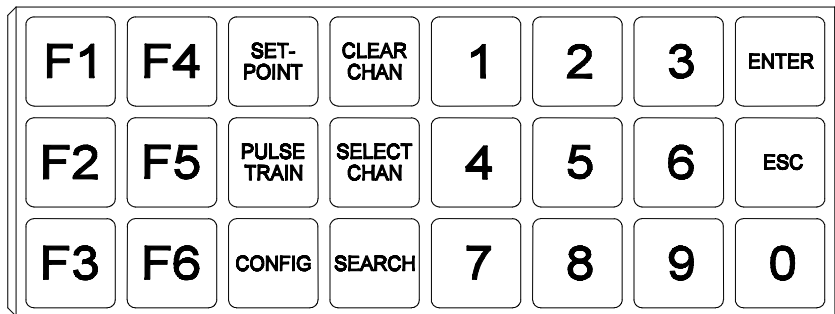 F1 F4 SET-POINT CLEAR CHAN 1 2 3 ENTER
F2 F5 PULSE TRAIN SELECT CHAN 4 5 6 ESC
F3 F6 CONFIG SEARCH 7 8 9 0